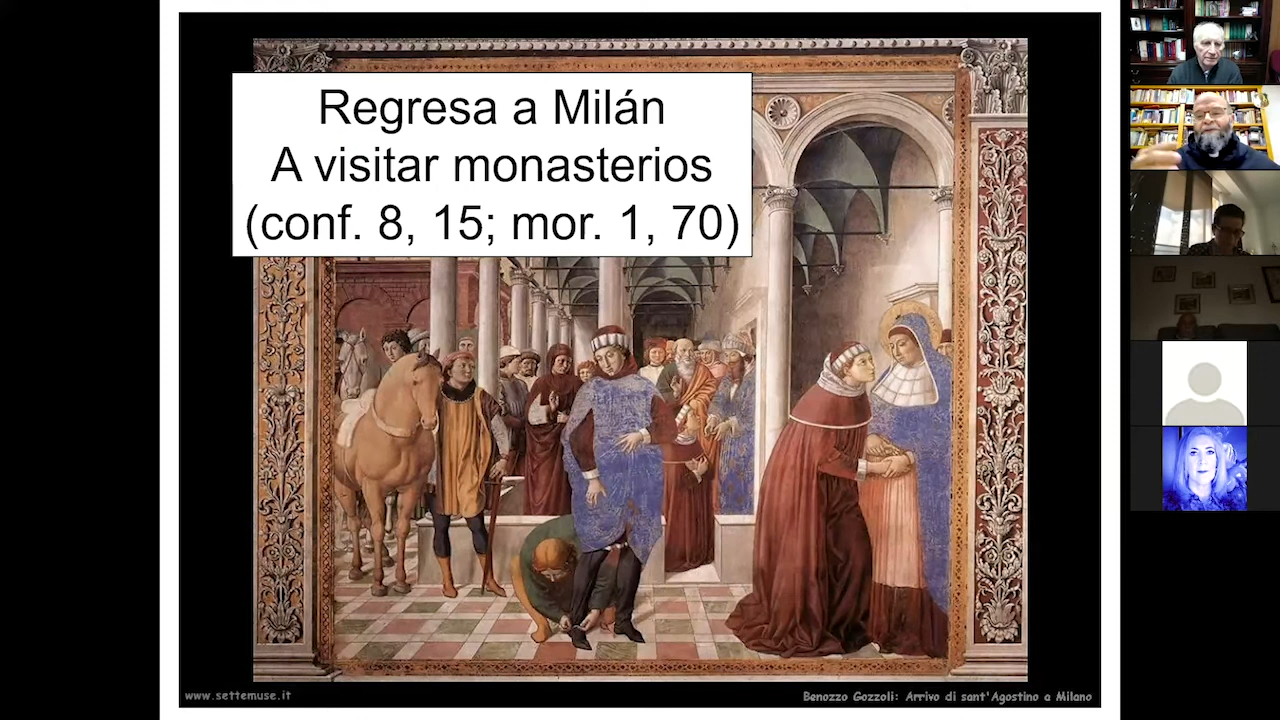 Regresa a Milán
A visitar monasterios
(conf. 8, 15; mor. 1, 70)
www.settemuse.it
Benozzo Gozzoli: Arrivo di sant'Agostino a Milano